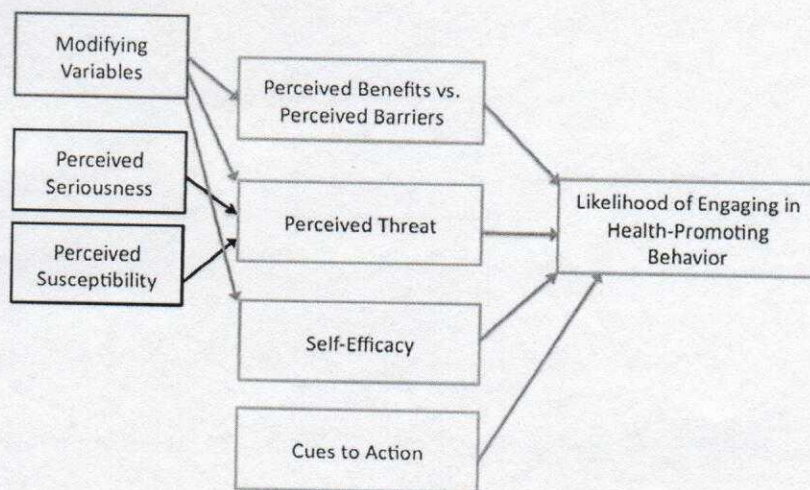 Modifying
Variables
Perceived
Seriousness
Perceived
Susceptibility
Perceived Benefits vs.
Perceived Barriers
Perceived Threat
Self-Efficacy
Cues to Action
Likelihood of Engaging in
Health-Promoting
Behavior